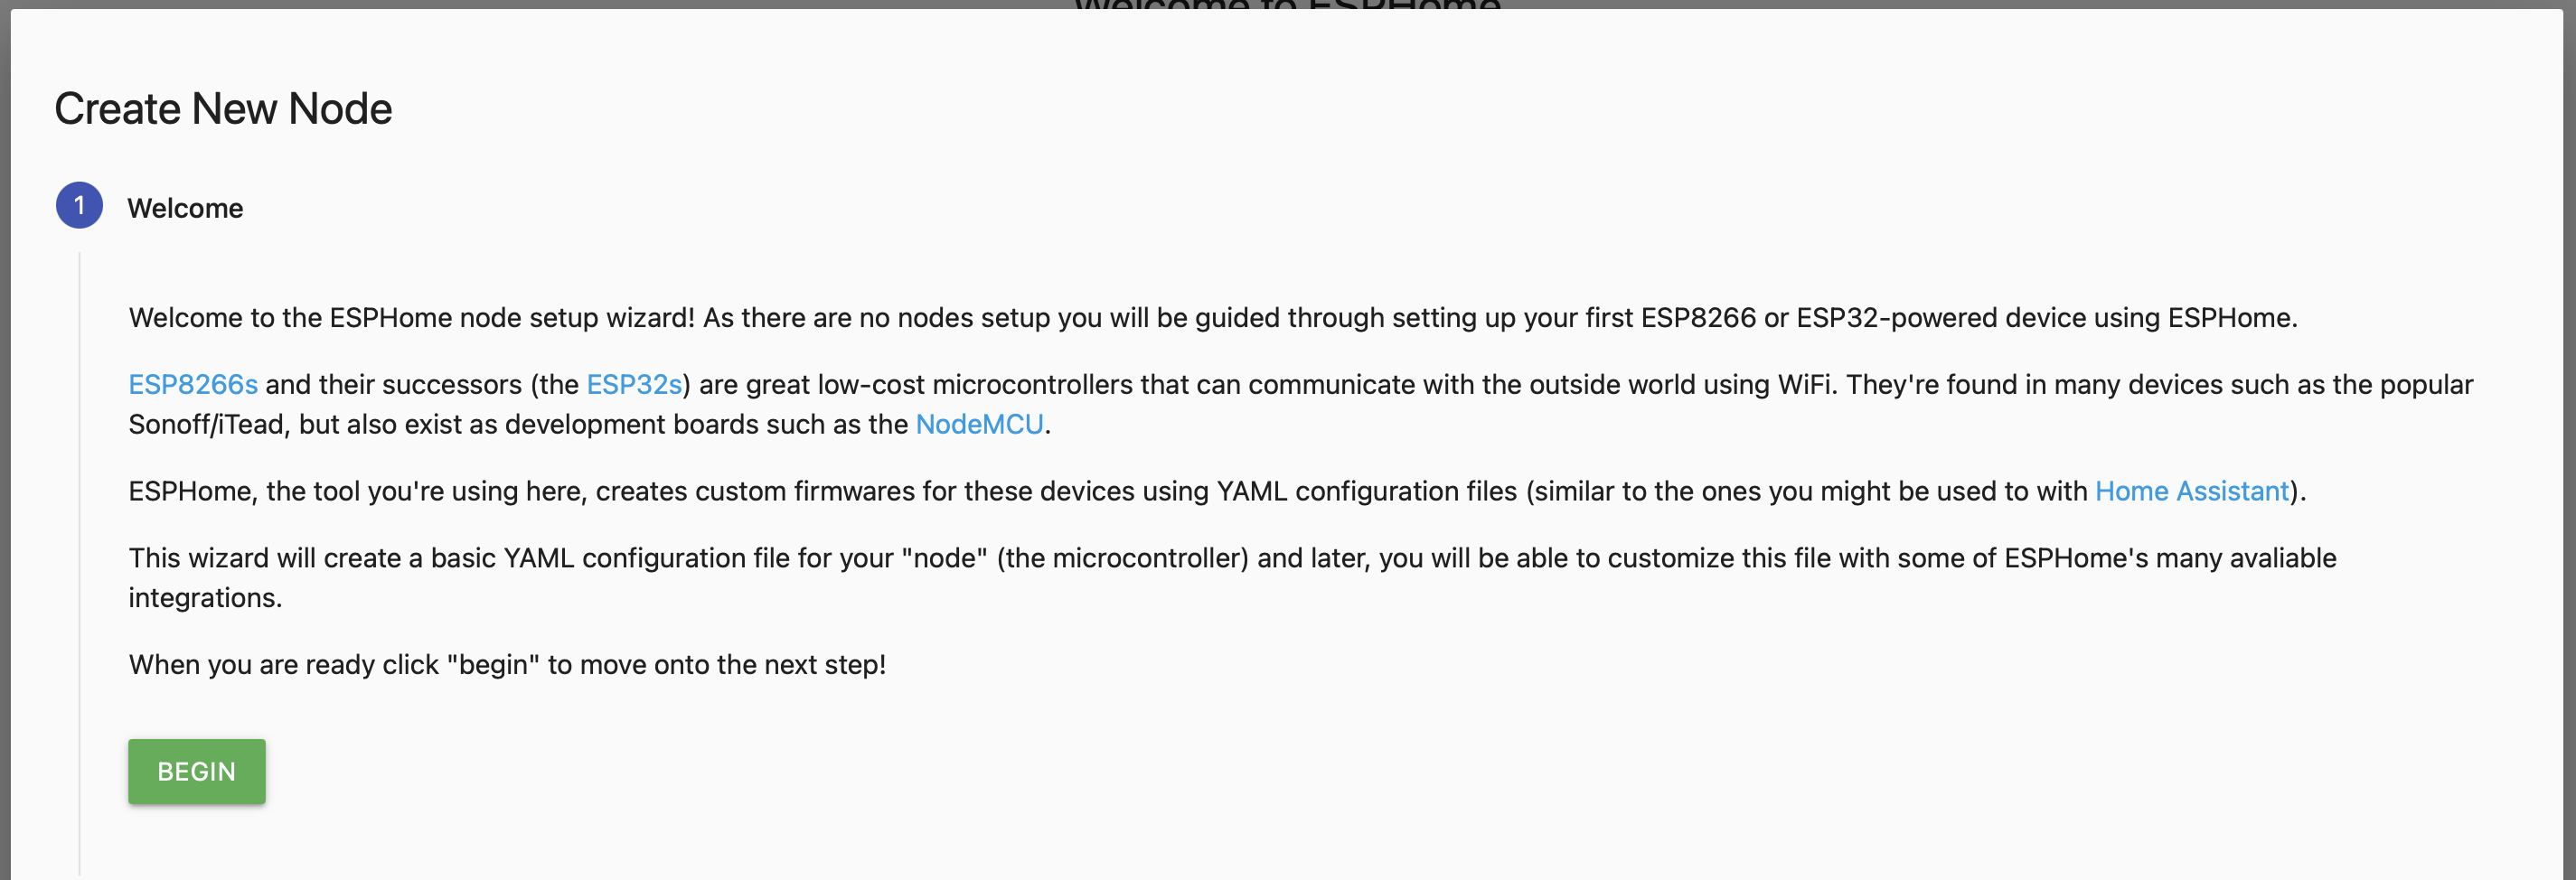 Welcome to ESPHome
Create New Node
1 Welcome
Welcome to the ESPHome node setup wizard! As there are no nodes setup you will be guided through setting up your first ESP8266 or ESP32-powered device using ESPHome.
ESP8266s and their successors (the ESP32s) are great low-cost microcontrollers that can communicate with the outside world using WiFi. They're found in many devices such as the popular
Sonoff/iTead, but also exist as development boards such as the NodeMCU.
ESPHome, the tool you're using here, creates custom firmwares for these devices using YAML configuration files (similar to the ones you might be used to with Home Assistant).
This wizard will create a basic YAML configuration file for your "node" (the microcontroller) and later, you will be able to customize this file with some of ESPHome's many avaliable
integrations.
When you are ready click "begin" to move onto the next step!
BEGIN